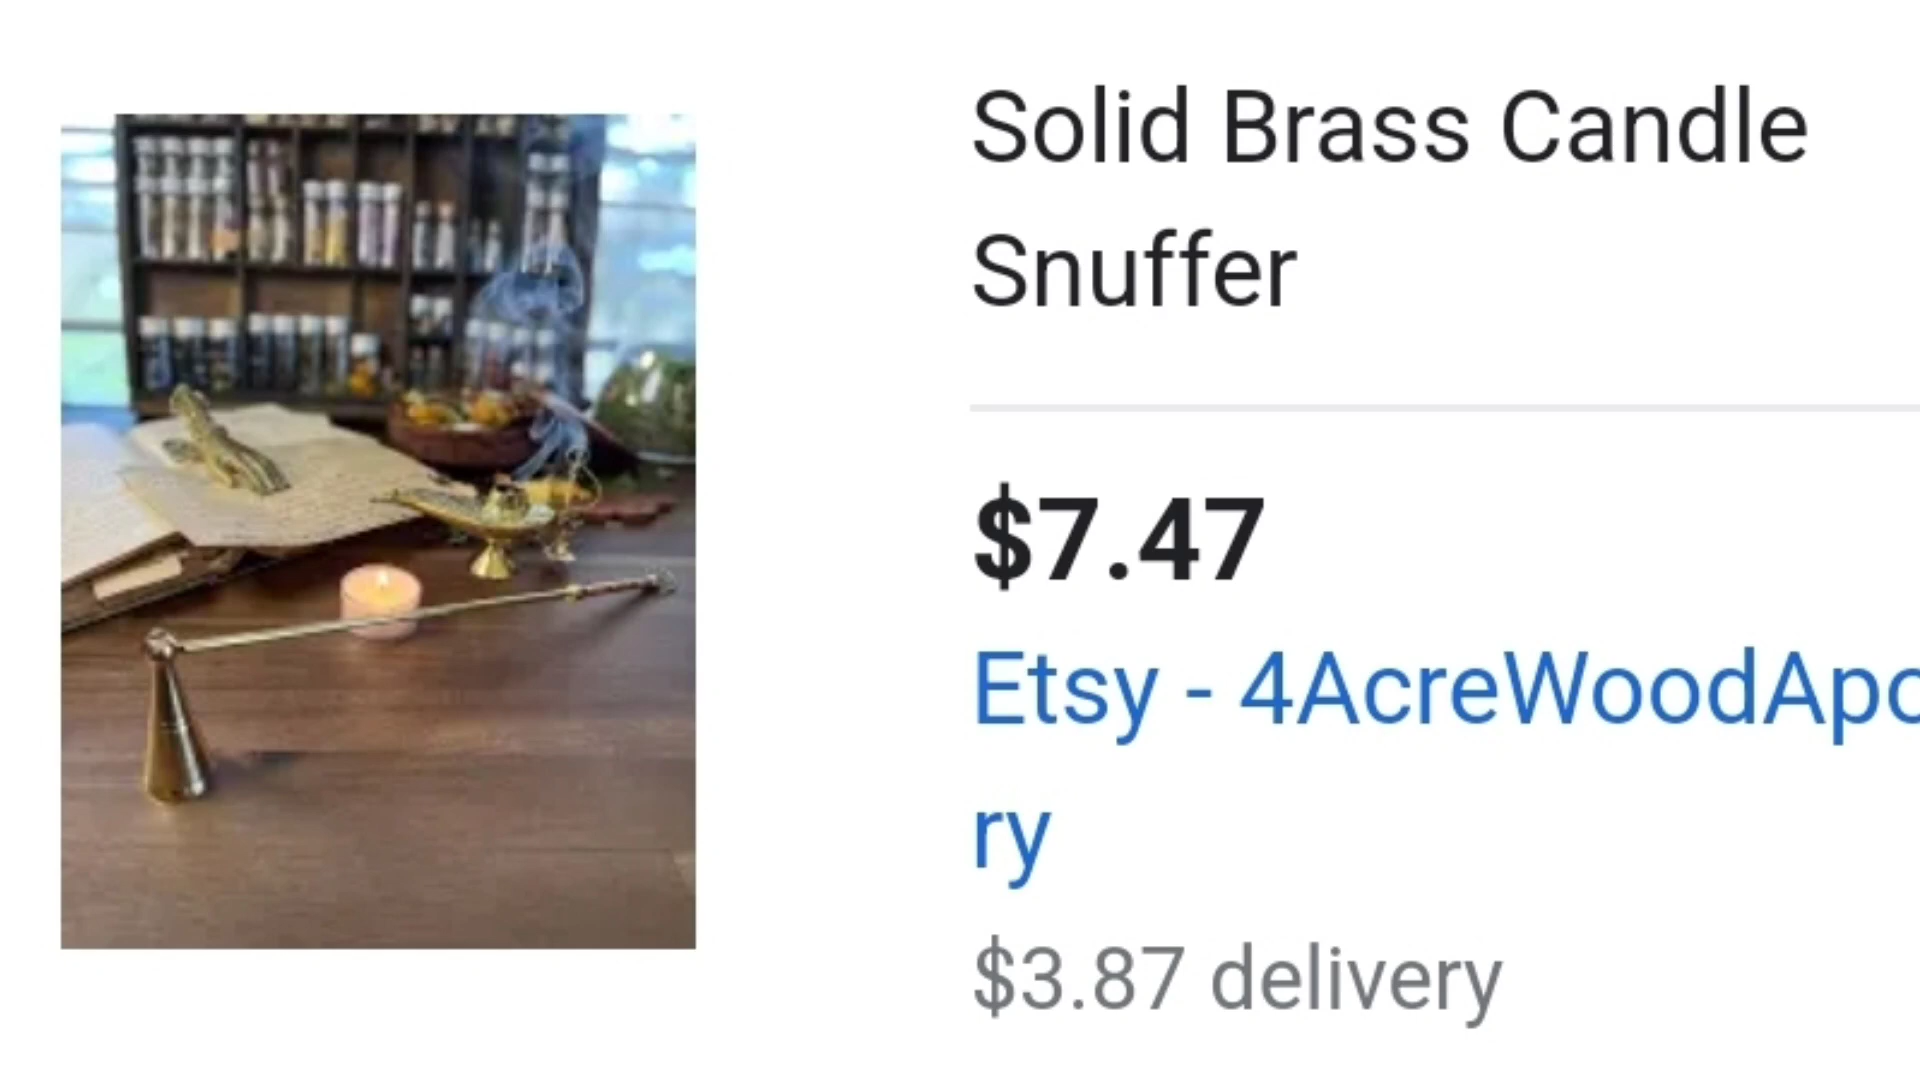 Solid Brass Candle
Snuffer
$7.47
Etsy - 4AcreWoodApo
ry
$3.87 delivery